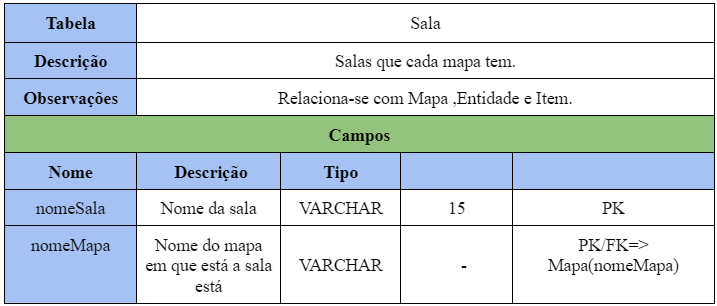 Tabela Sala
Descrição Salas que cada mapa tem.
Observações Relaciona-se com Mapa ,Entidade e Item.
Campos
Nome Descrição Tipo
nomeSala Nome da sala VARCHAR 15 PK
nomeMapa Nome do mapa em que está a sala está VARCHAR - PK/FK=> Mapa(nomeMapa)